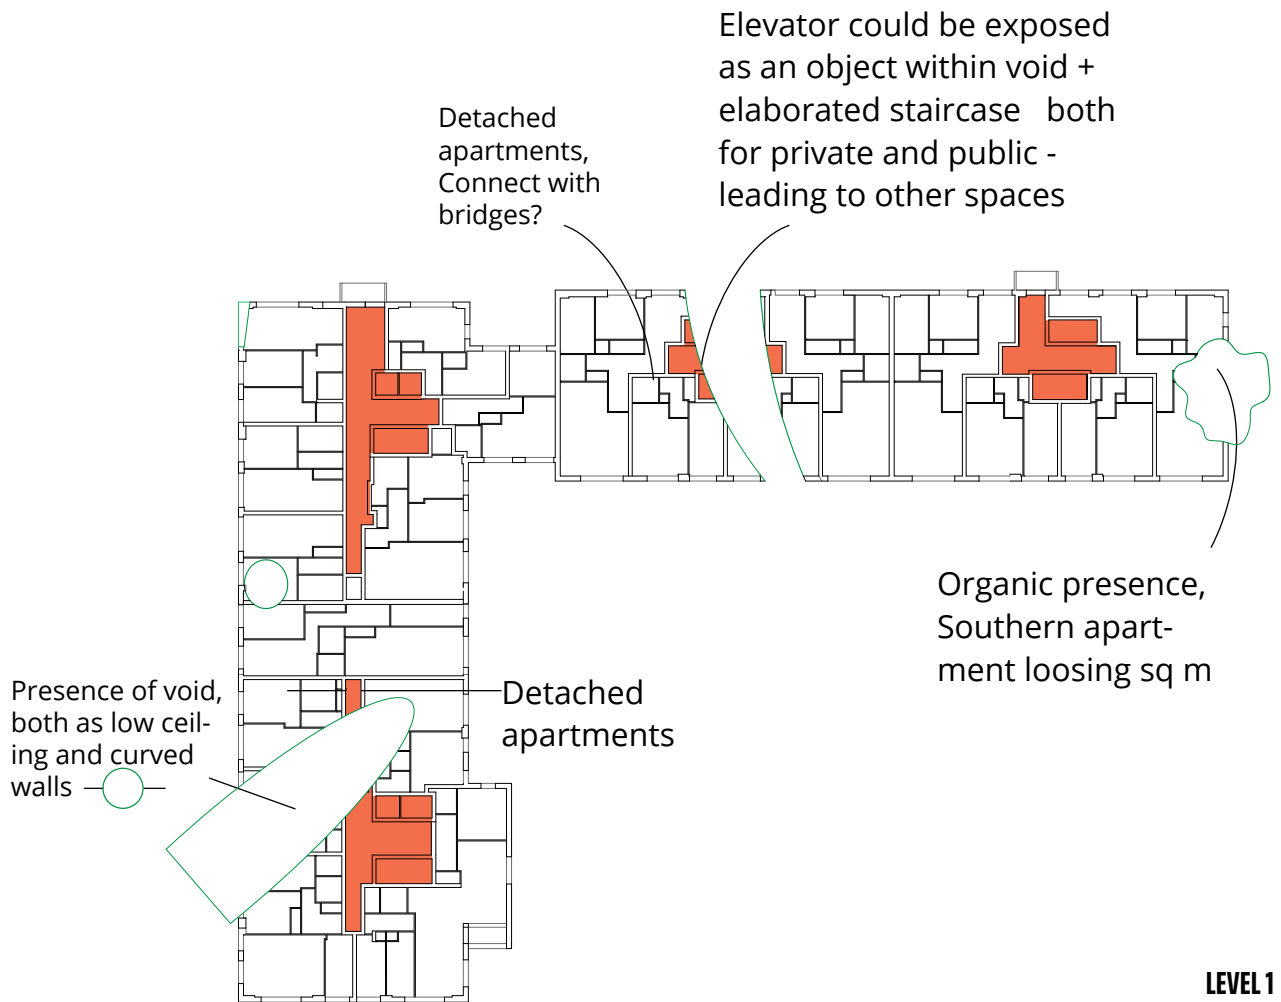 Elevator could be exposed
as an object within void +
elaborated staircase   both
for private and public -
leading to other spaces
Detached
apartments,
Connect with
bridges?
Organic presence,
Southern apart-
ment loosing sq m
Presence of void,
both as low ceil-
ing and curved
walls
Detached
apartments
LEVEL 1